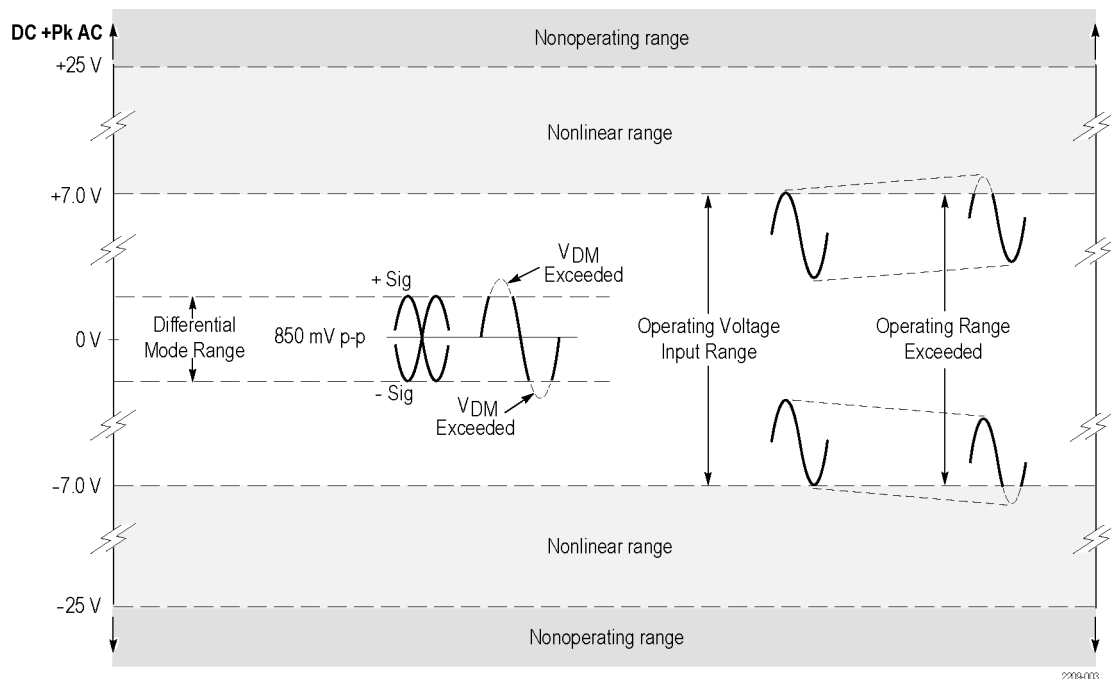 DC +Pk AC
Nonoperating range
+25 V
Nonlinear range
+7.0 V
VDM
Exceeded
+ Sig
Differential
Mode Range
850 mV p-p
0 V
Operating Voltage
Input Range
Operating Range
Exceeded
- Sig
VDM
Exceeded
-7.0 V
Nonlinear range
-25 V
Nonoperating range
2209-003